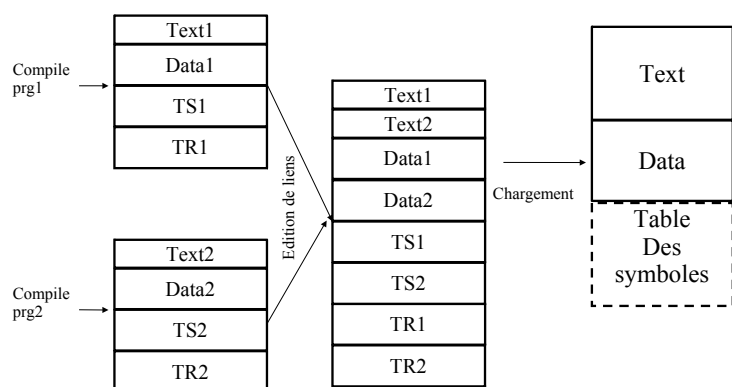 Compile
prg1
Text1
Data1
TS1
TR1
Compile
prg2
Text2
Data2
TS2
TR2
Edition de liens
Text1
Text2
Data1
Data2
TS1
TS2
TR1
TR2
Chargement
Text
Data
Table
Des
symboles